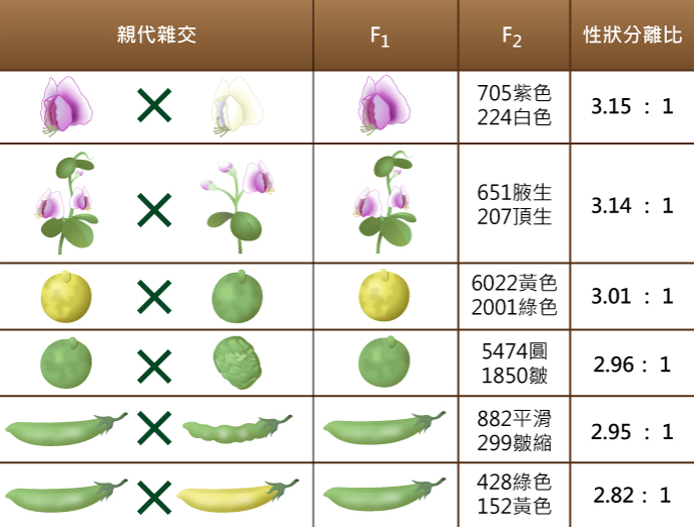 親代雜交 F₁ F₂ 性狀分離比
705紫色
224白色
3.15 : 1
651腋生
207頂生
3.14 : 1
6022黃色
2001綠色
3.01 : 1
5474圓
1850皺
2.96 : 1
882平滑
299皺縮
2.95 : 1
428綠色
152黃色
2.82 : 1